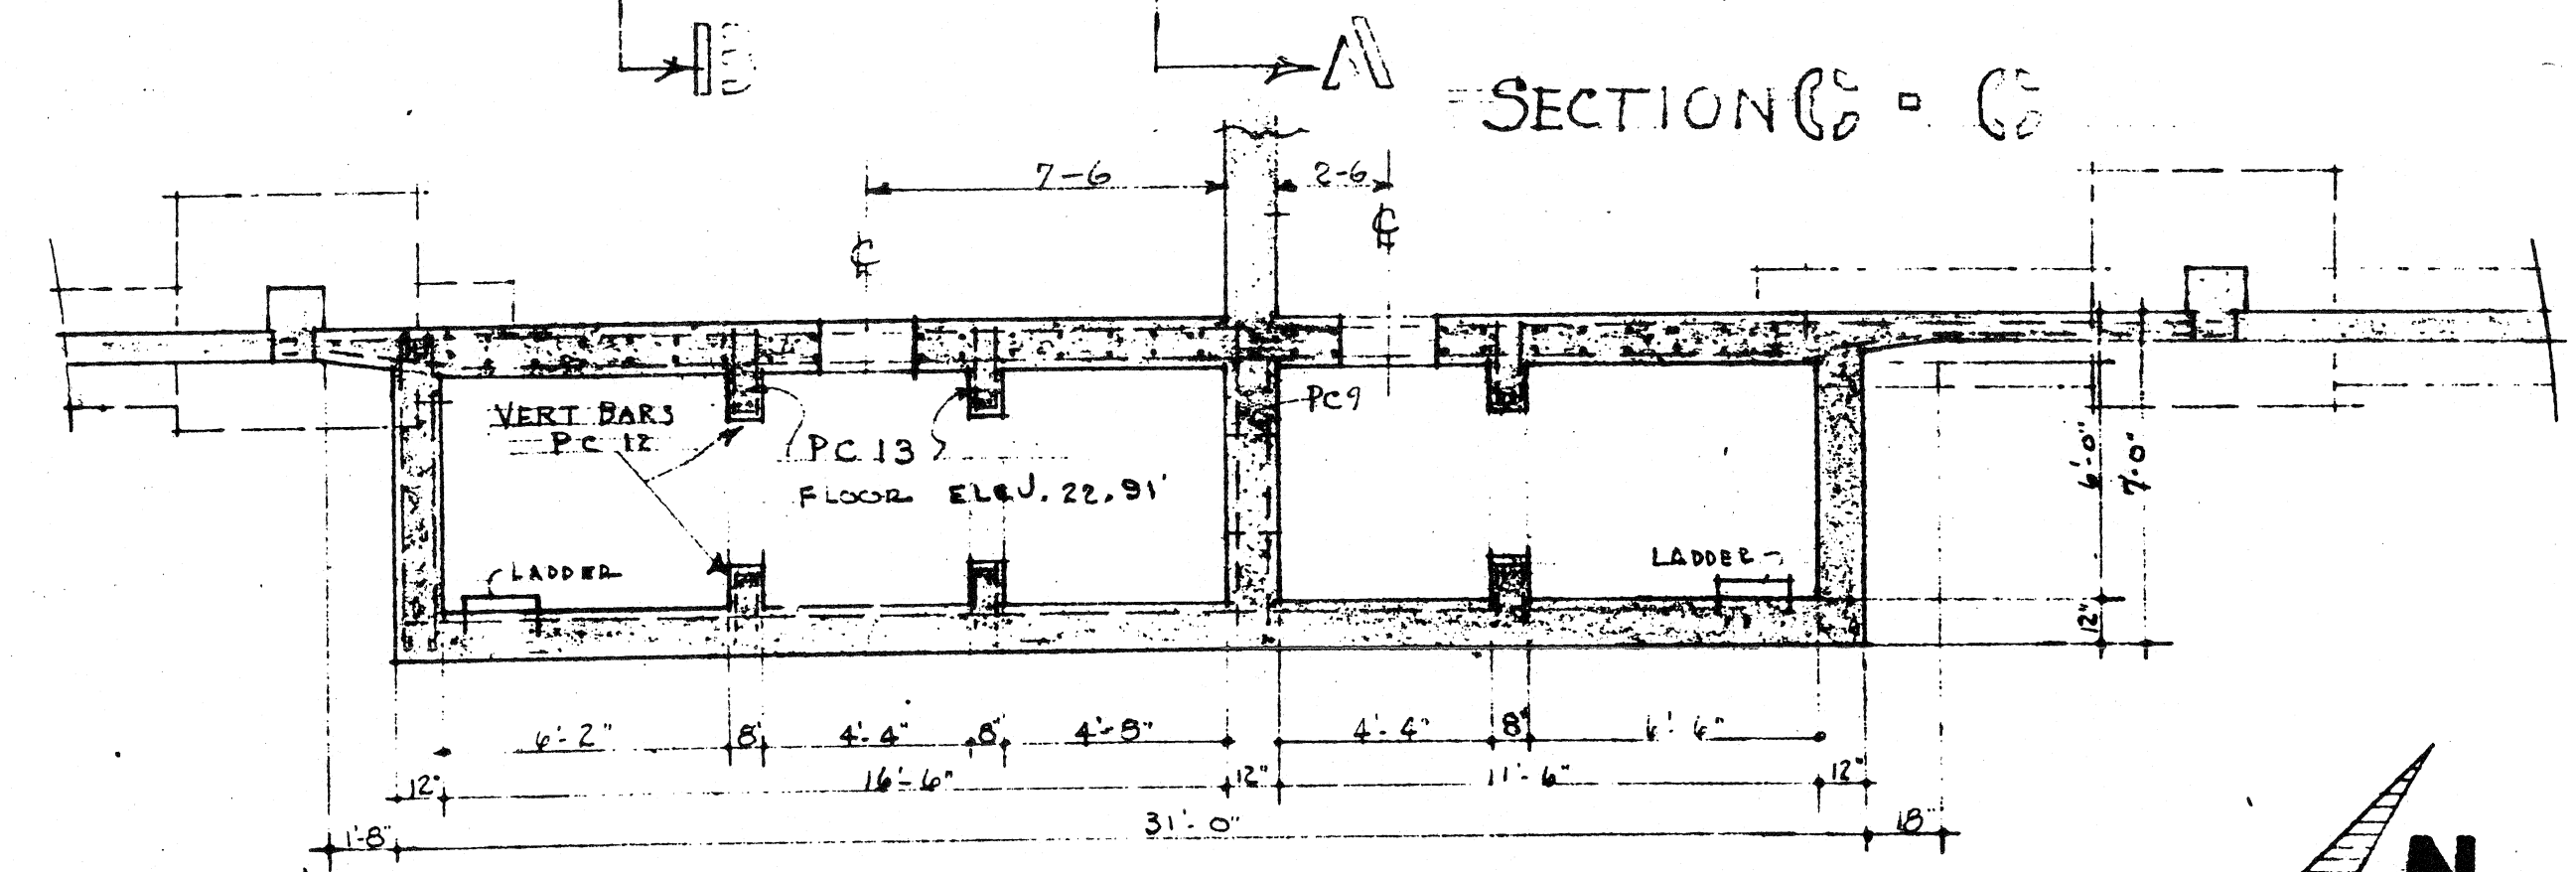 B
A
SECTION C - C
7-6
2-6
℄
℄
VERT BARS
PC 12
PC 13
PC9
FLOOR ELEV. 22.91'
LADDER
LADDER
6'-0"
7'-0"
12"
6'-2"
8"
4'-4"
8"
4'-8"
4'-4"
8"
6'-6"
12"
16'-6"
12"
11'-6"
12"
1'-8"
31'-0"
18"
N